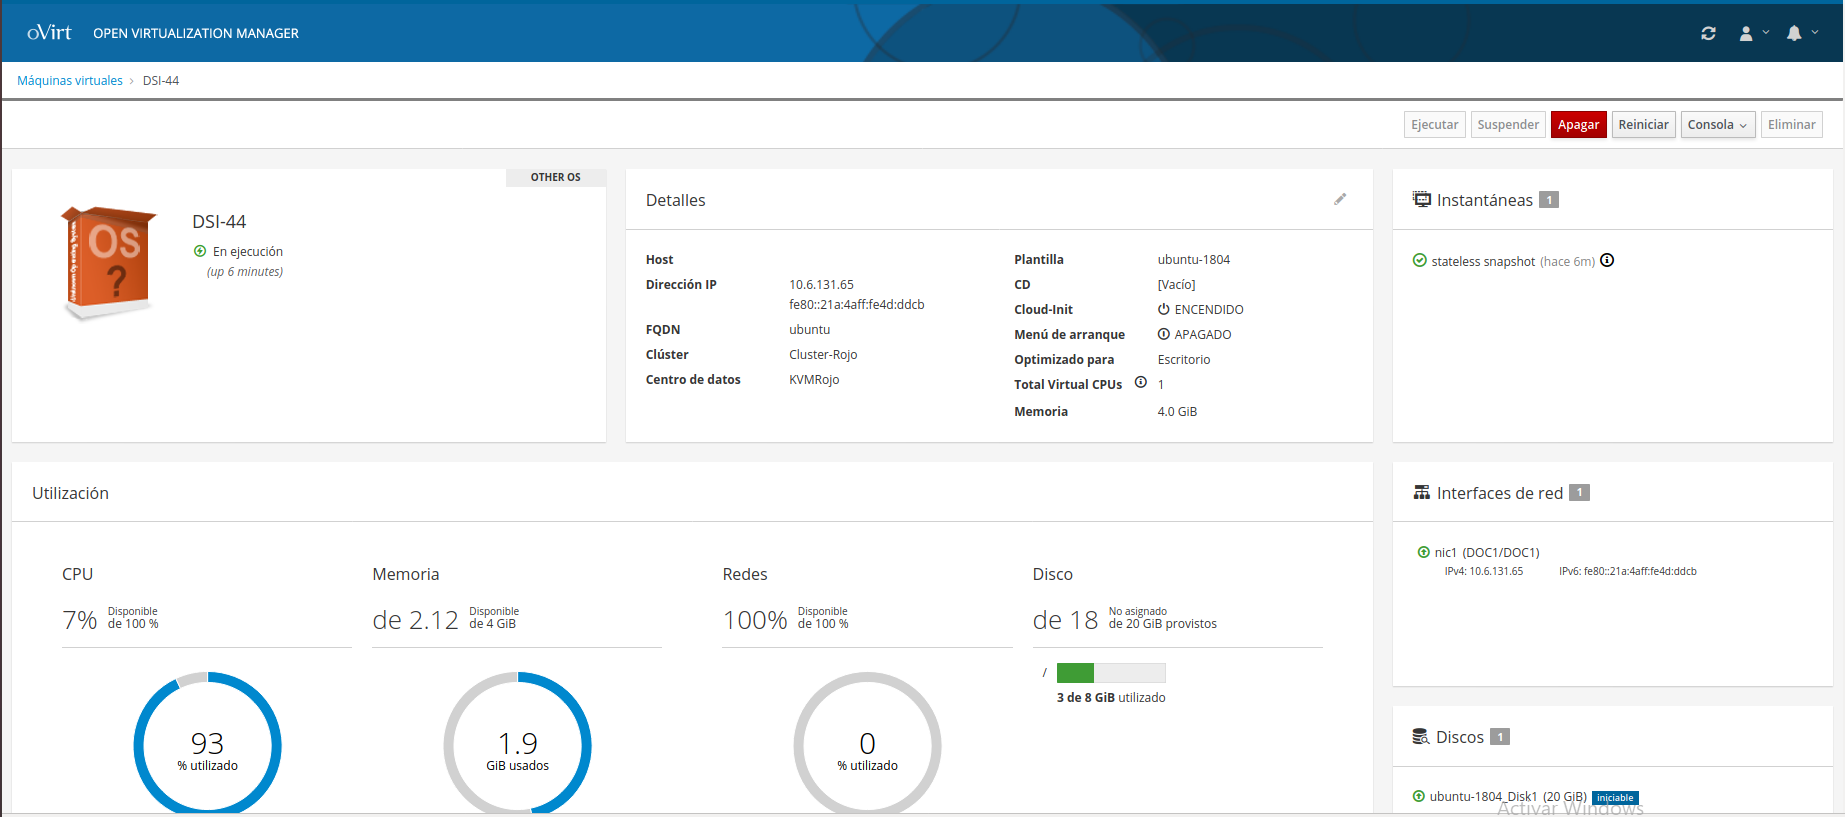 oVirt OPEN VIRTUALIZATION MANAGER
Máquinas virtuales › DSI-44
Ejecutar Suspender Apagar Reiniciar Consola Eliminar
OTHER OS
OS
?
DSI-44
En ejecución
(up 6 minutes)
Detalles
Host
Dirección IP 10.6.131.65
fe80::21a:4aff:fe4d:ddcb
FQDN ubuntu
Clúster Cluster-Rojo
Centro de datos KVMRojo
Plantilla ubuntu-1804
CD [Vacío]
Cloud-Init ENCENDIDO
Menú de arranque APAGADO
Optimizado para Escritorio
Total Virtual CPUs 1
Memoria 4.0 GiB
Instantáneas 1
stateless snapshot (hace 6m)
Utilización
CPU
7% Disponible
de 100 %
93
% utilizado
Memoria
de 2.12 Disponible
de 4 GiB
1.9
GiB usados
Redes
100% Disponible
de 100 %
0
% utilizado
Disco
de 18 No asignado
de 20 GiB provistos
/
3 de 8 GiB utilizado
Interfaces de red 1
nic1 (DOC1/DOC1)
IPv4: 10.6.131.65 IPv6: fe80::21a:4aff:fe4d:ddcb
Discos 1
ubuntu-1804_Disk1 (20 GiB) iniciable
Activar Windows